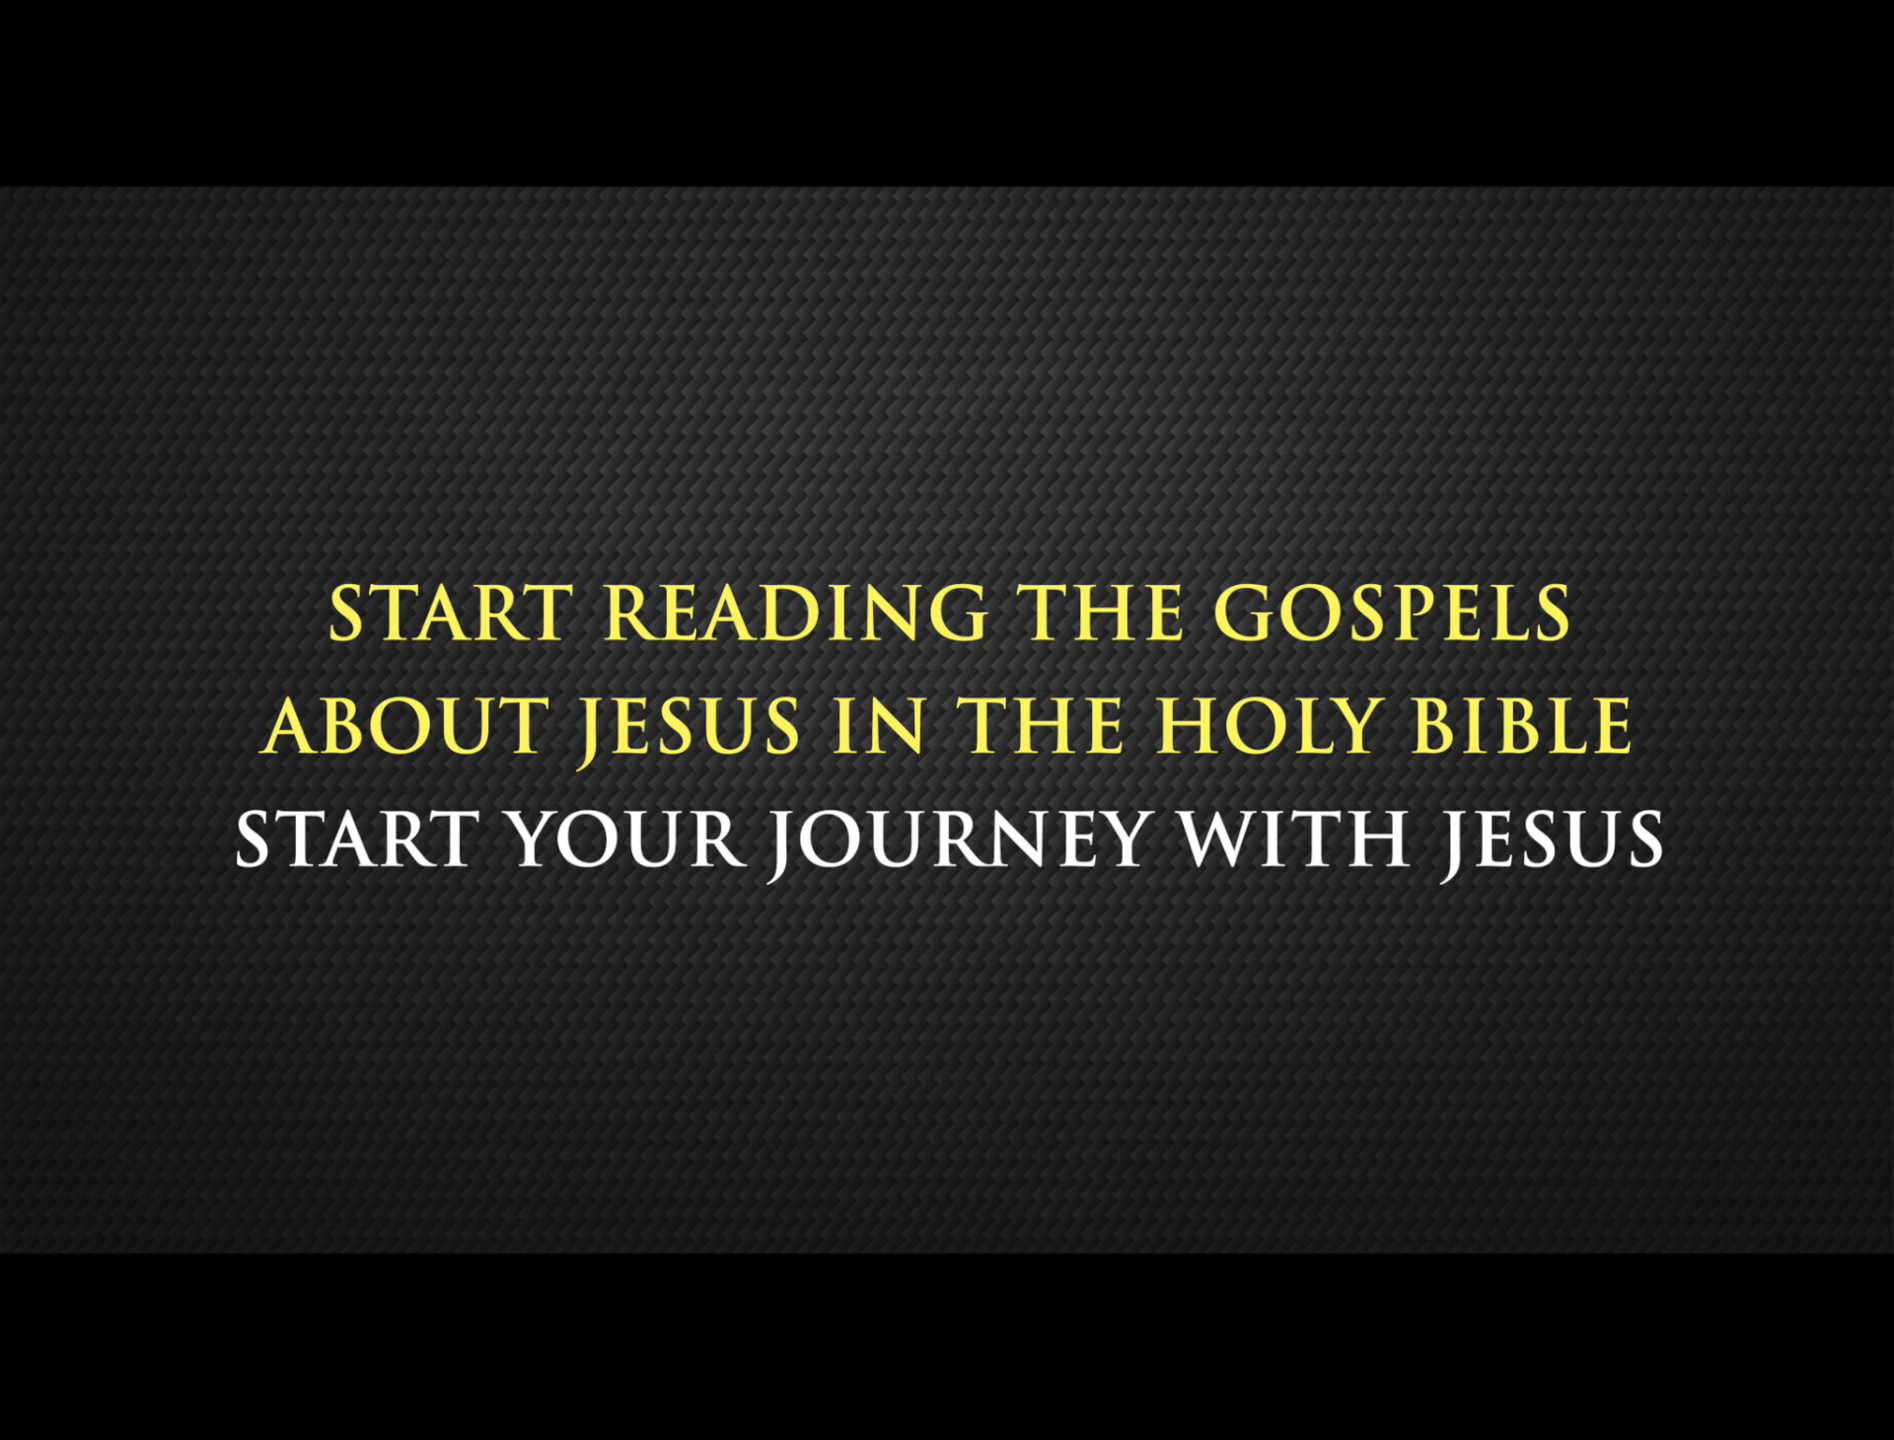 START READING THE GOSPELS
ABOUT JESUS IN THE HOLY BIBLE
START YOUR JOURNEY WITH JESUS